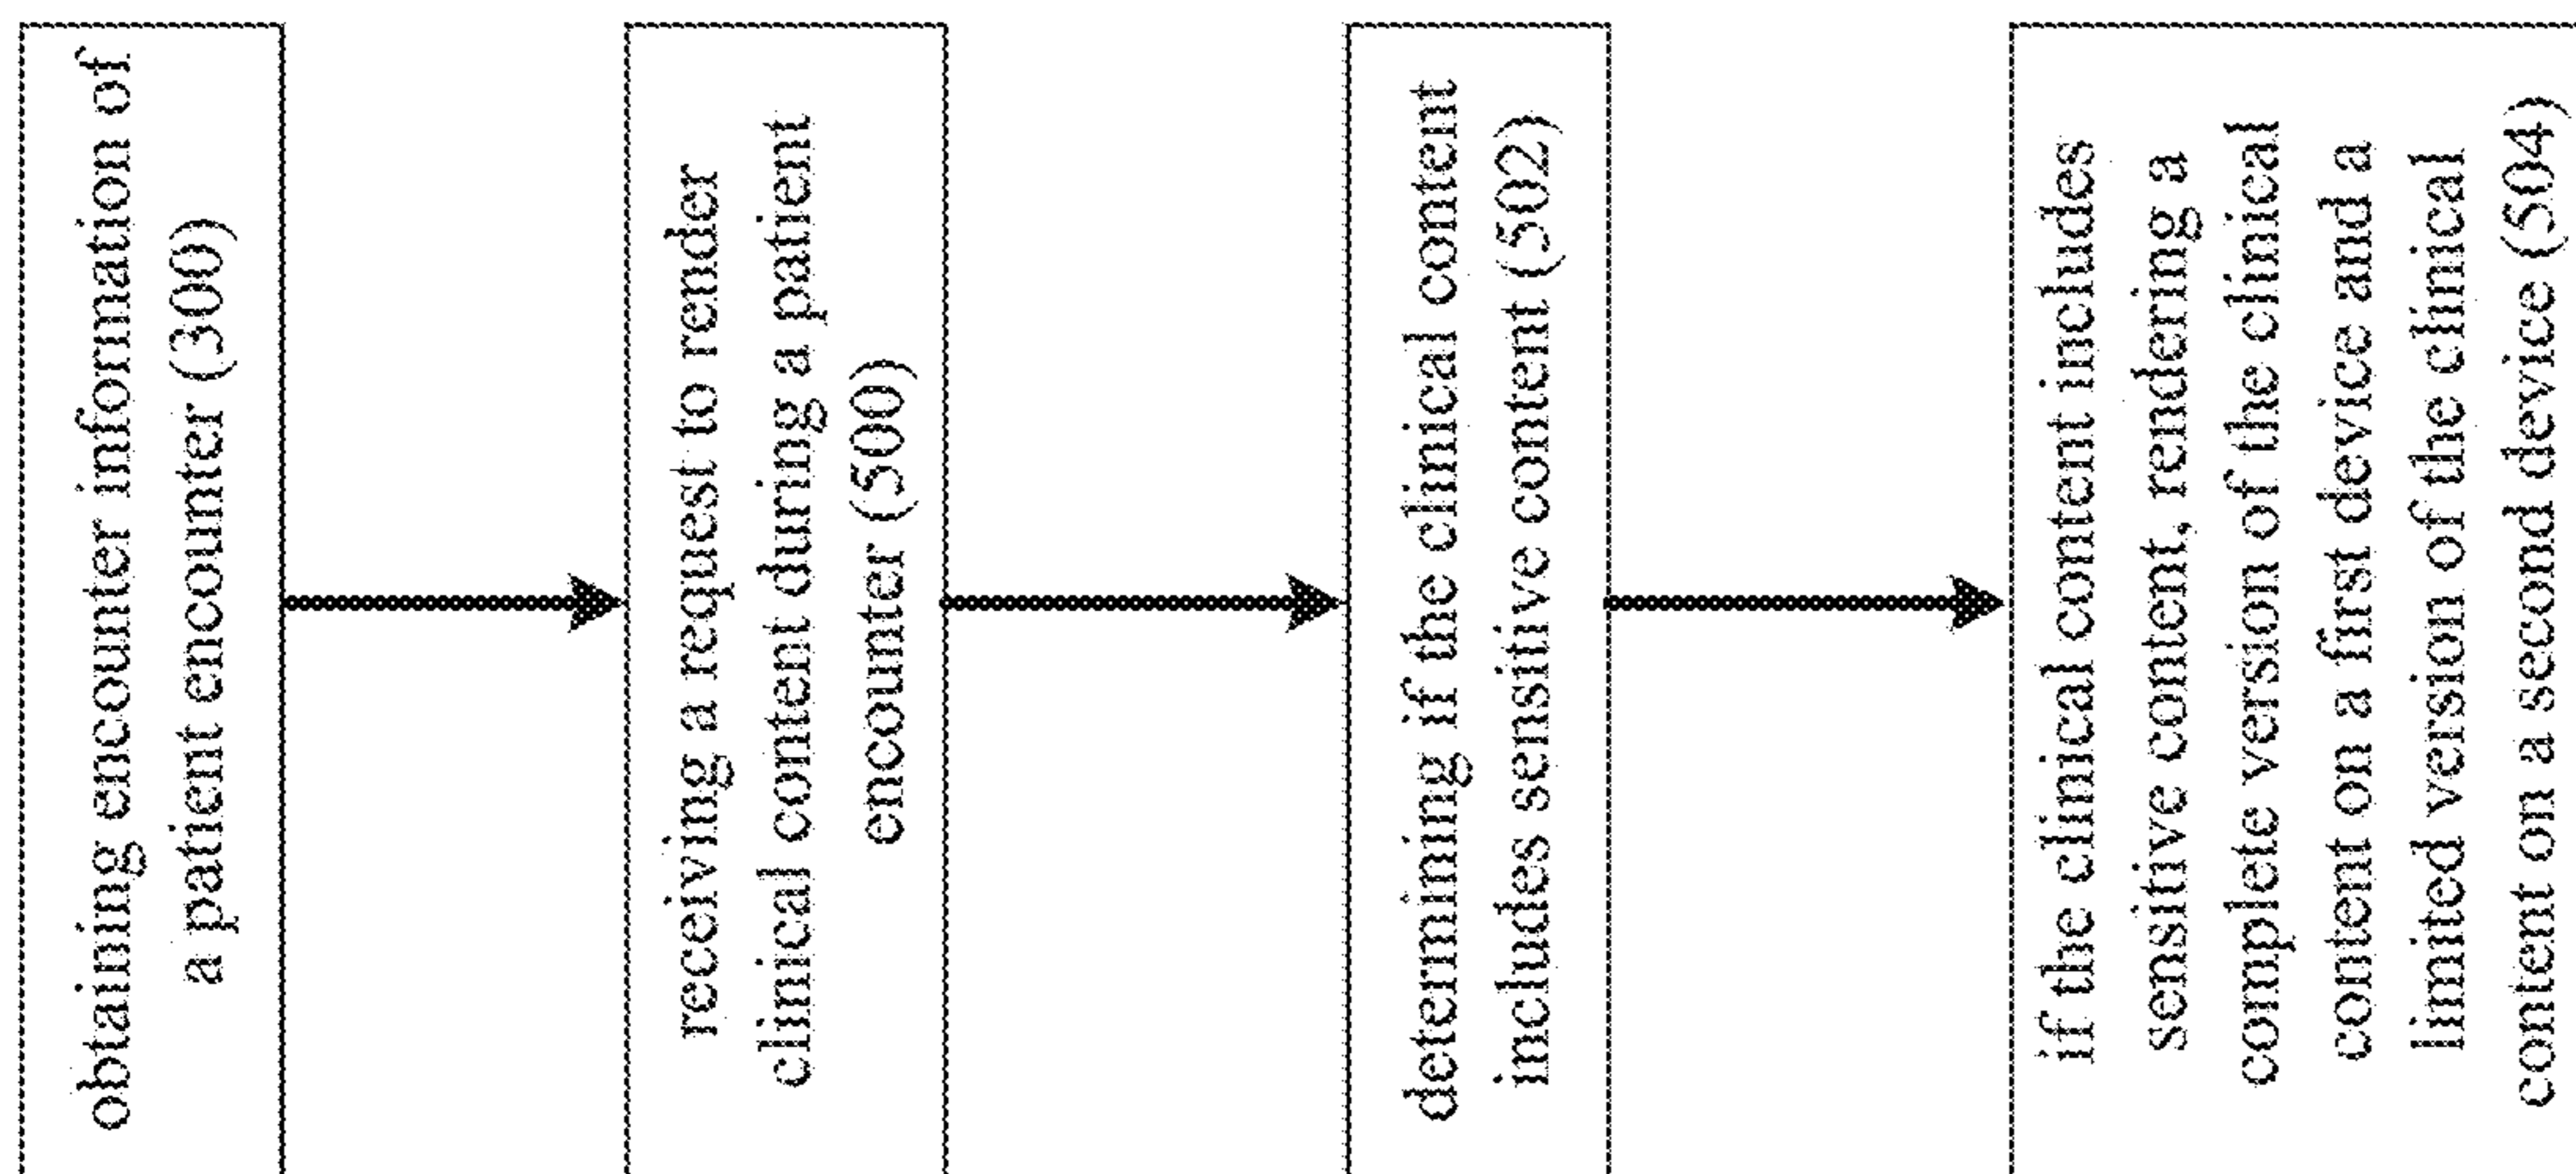 obtaining encounter information of
a patient encounter (300)
receiving a request to render
clinical content during a patient
encounter (500)
determining if the clinical content
includes sensitive content (502)
if the clinical content includes
sensitive content, rendering a
complete version of the clinical
content on a first device and a
limited version of the clinical
content on a second device (504)